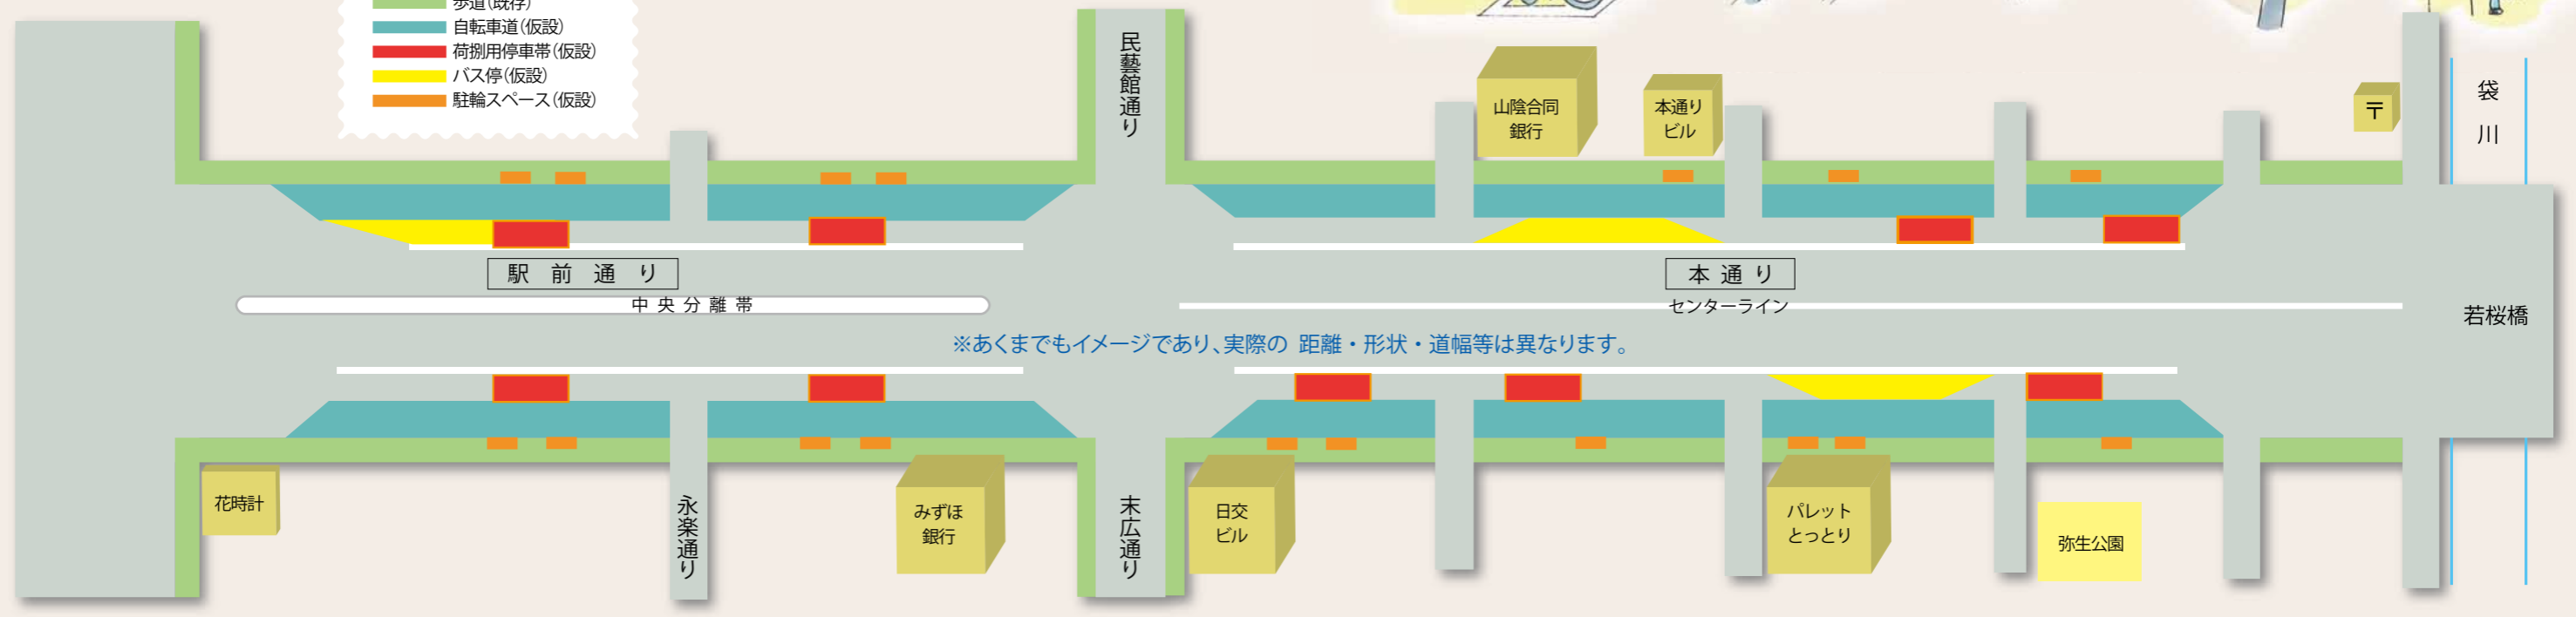 歩道(既存)
自転車道(仮設)
荷捌用停車帯(仮設)
バス停(仮設)
駐輪スペース(仮設)
民藝館通り
山陰合同
銀行
本通り
ビル
〒
袋川
駅前通り
中央分離帯
本通り
センターライン
若桜橋
※あくまでもイメージであり、実際の 距離・形状・道幅等は異なります。
花時計
永楽通り
みずほ
銀行
末広通り
日交
ビル
パレット
とっとり
弥生公園